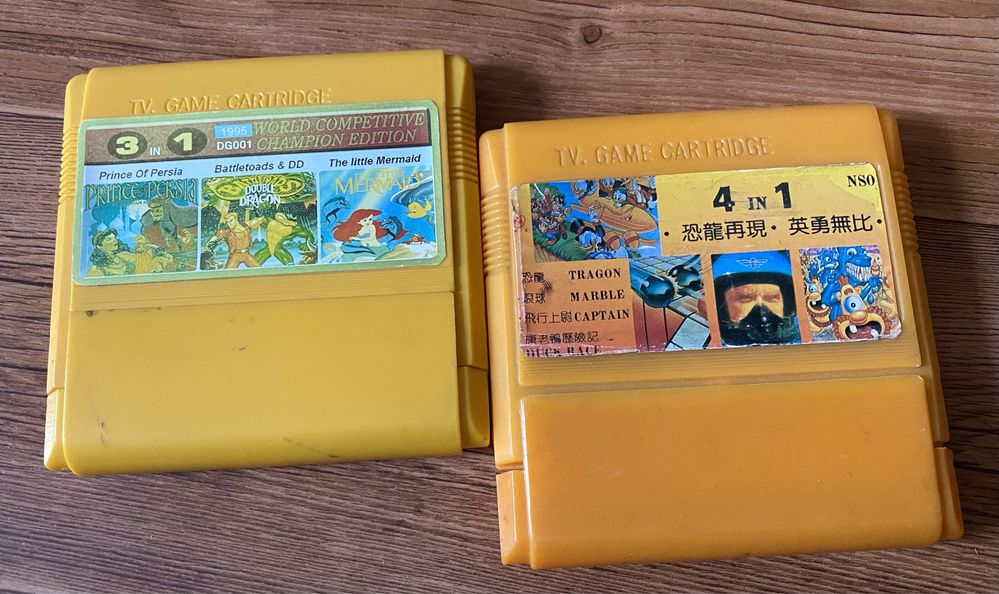 TV. GAME CARTRIDGE
3 IN 1
1995
DG001
WORLD COMPETITIVE
CHAMPION EDITION
Prince Of Persia
Battletoads & DD
The little Mermaid
PRINCE OF PERSIA
DOUBLE
DRAGON
MERMAID
TV. GAME CARTRIDGE
4 IN 1
NS0
·恐龍再現·英勇無比·
恐龍 TRAGON
滾球 MARBLE
飛行上尉 CAPTAIN
唐老鴨歷險記
DUCK RACE